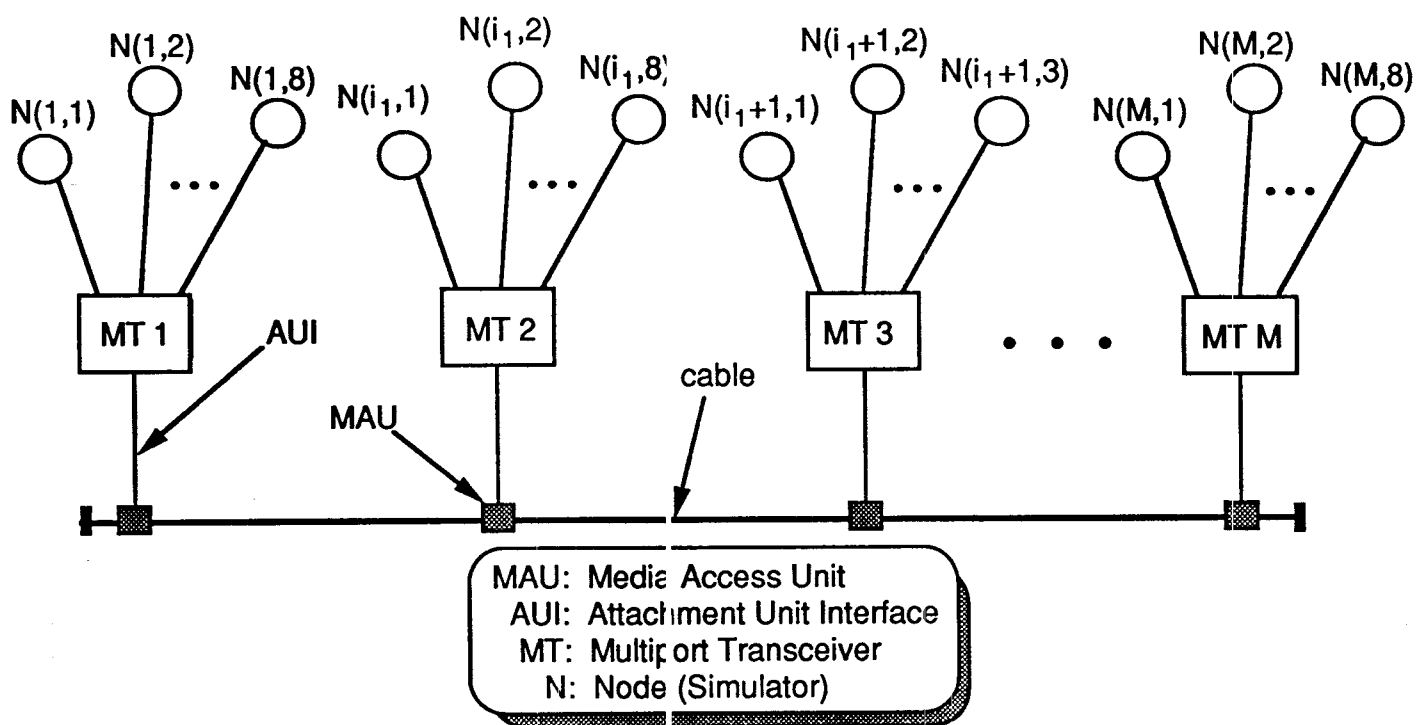 N(1,1)
N(1,2)
N(1,8)
N(i₁,1)
N(i₁,2)
N(i₁,8)
N(i₁+1,1)
N(i₁+1,2)
N(i₁+1,3)
N(M,1)
N(M,2)
N(M,8)
MT 1
MT 2
MT 3
MT M
AUI
MAU
cable
MAU: Media Access Unit
AUI: Attachment Unit Interface
MT: Multiport Transceiver
N: Node (Simulator)